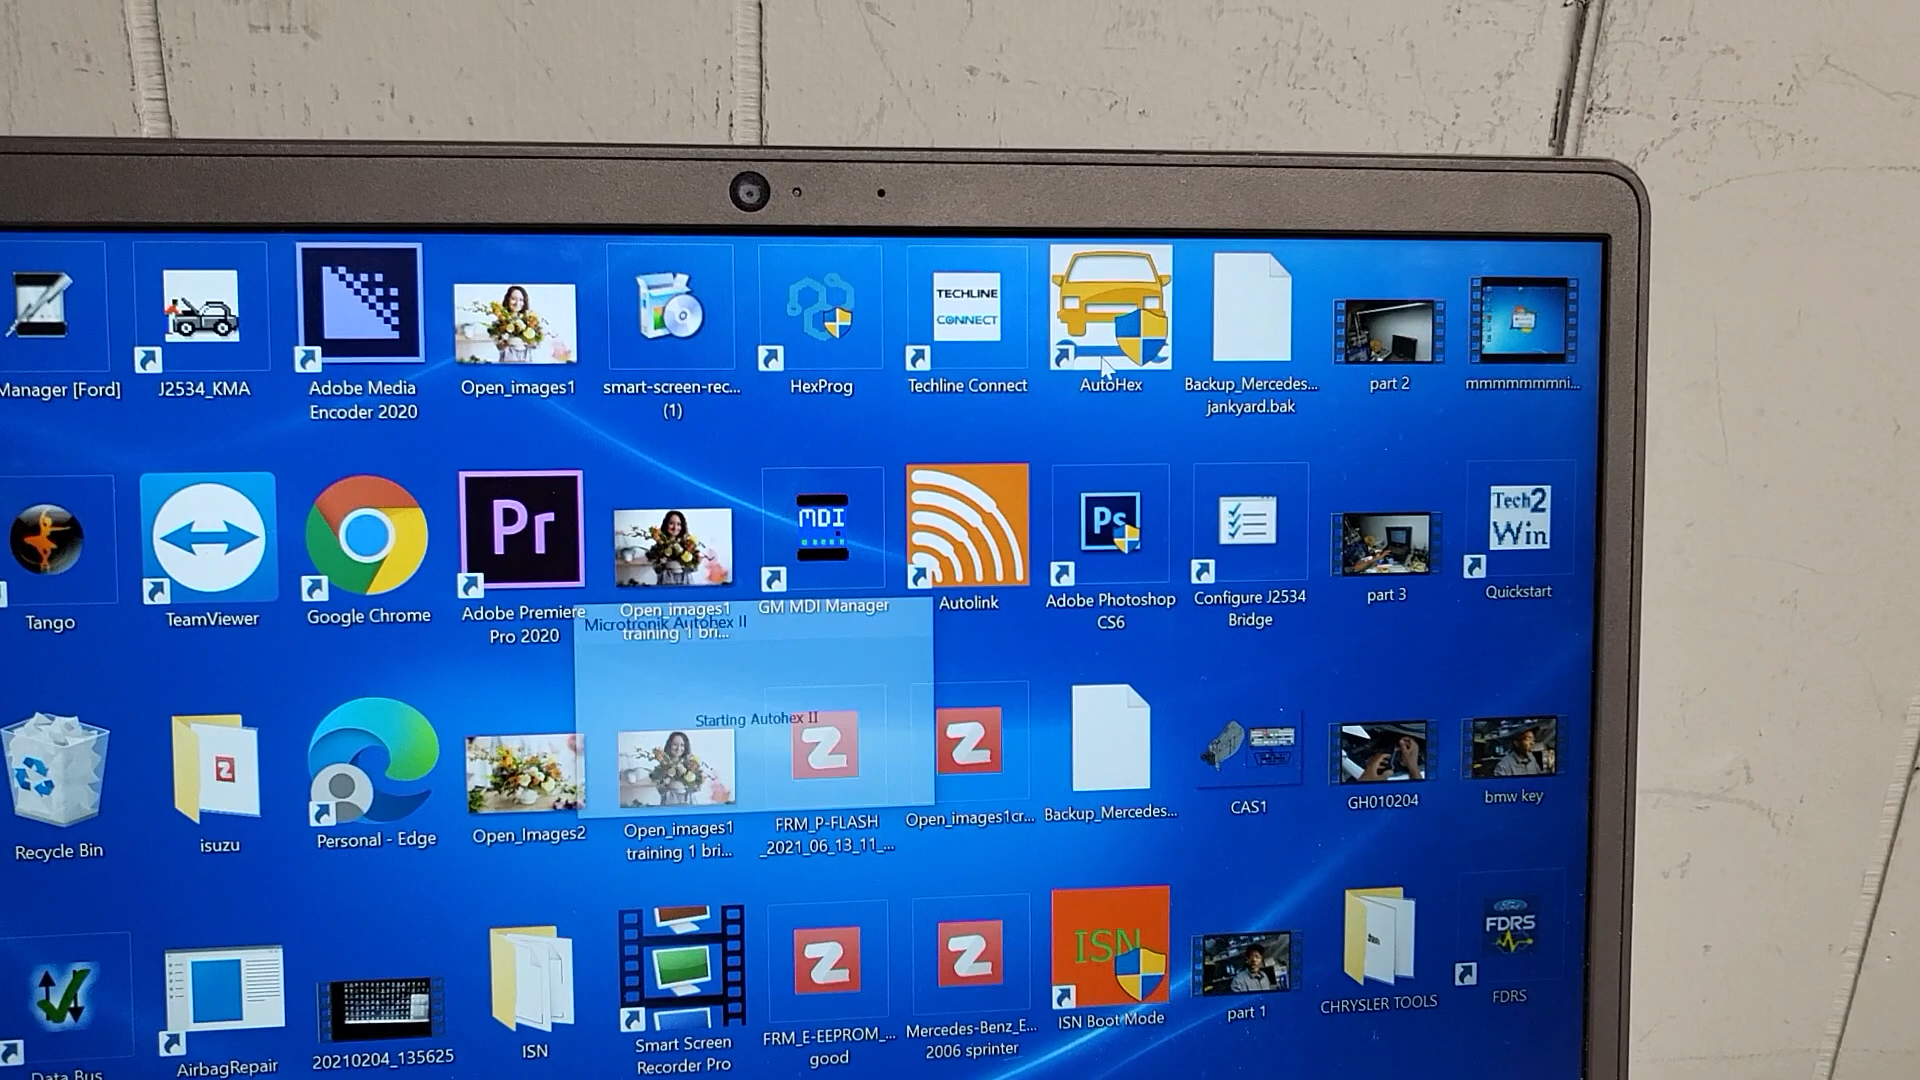 Manager [Ford]
J2534_KMA
Adobe Media
Encoder 2020
Open_images1
smart-screen-rec...
(1)
HexProg
TECHLINE
CONNECT
Techline Connect
AutoHex
Backup_Mercedes...
jankyard.bak
part 2
mmmmmmmni...
Tango
TeamViewer
Google Chrome
Pr
Adobe Premiere
Pro 2020
Open_images1
training 1 bri...
MDI
GM MDI Manager
Autolink
Ps
Adobe Photoshop
CS6
Configure J2534
Bridge
part 3
Tech2
Win
Quickstart
Microtronik Autohex II
Starting Autohex II
Recycle Bin
isuzu
Personal - Edge
Open_Images2
Open_images1
training 1 bri...
FRM_P-FLASH
_2021_06_13_11_...
Open_images1cr...
Backup_Mercedes...
CAS1
GH010204
bmw key
Data Bus
AirbagRepair
20210204_135625
ISN
Smart Screen
Recorder Pro
FRM_E-EEPROM_...
good
Mercedes-Benz_E...
2006 sprinter
ISN
ISN Boot Mode
part 1
CHRYSLER TOOLS
FDRS
FDRS